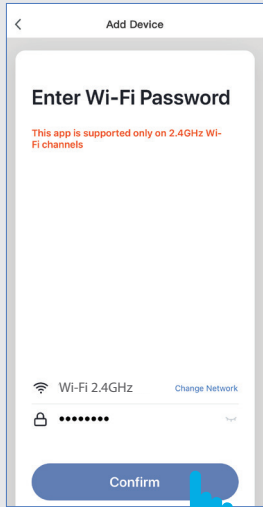 Add Device
Enter Wi-Fi Password
This app is supported only on 2.4GHz Wi-
Fi channels
Wi-Fi 2.4GHz Change Network
••••••••
Confirm